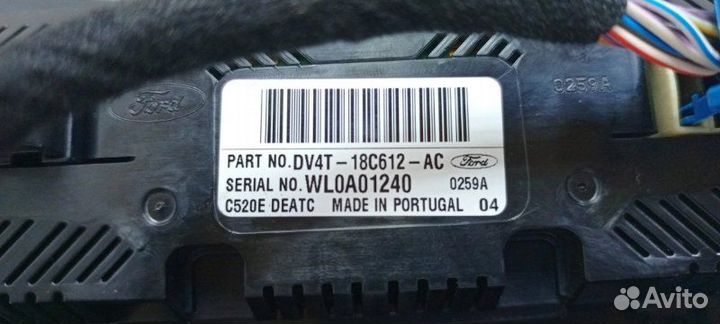 Ford
0259A
PART NO. DV4T-18C612-AC Ford
SERIAL NO. WL0A01240 0259A
C520E DEATC MADE IN PORTUGAL 04
Avito